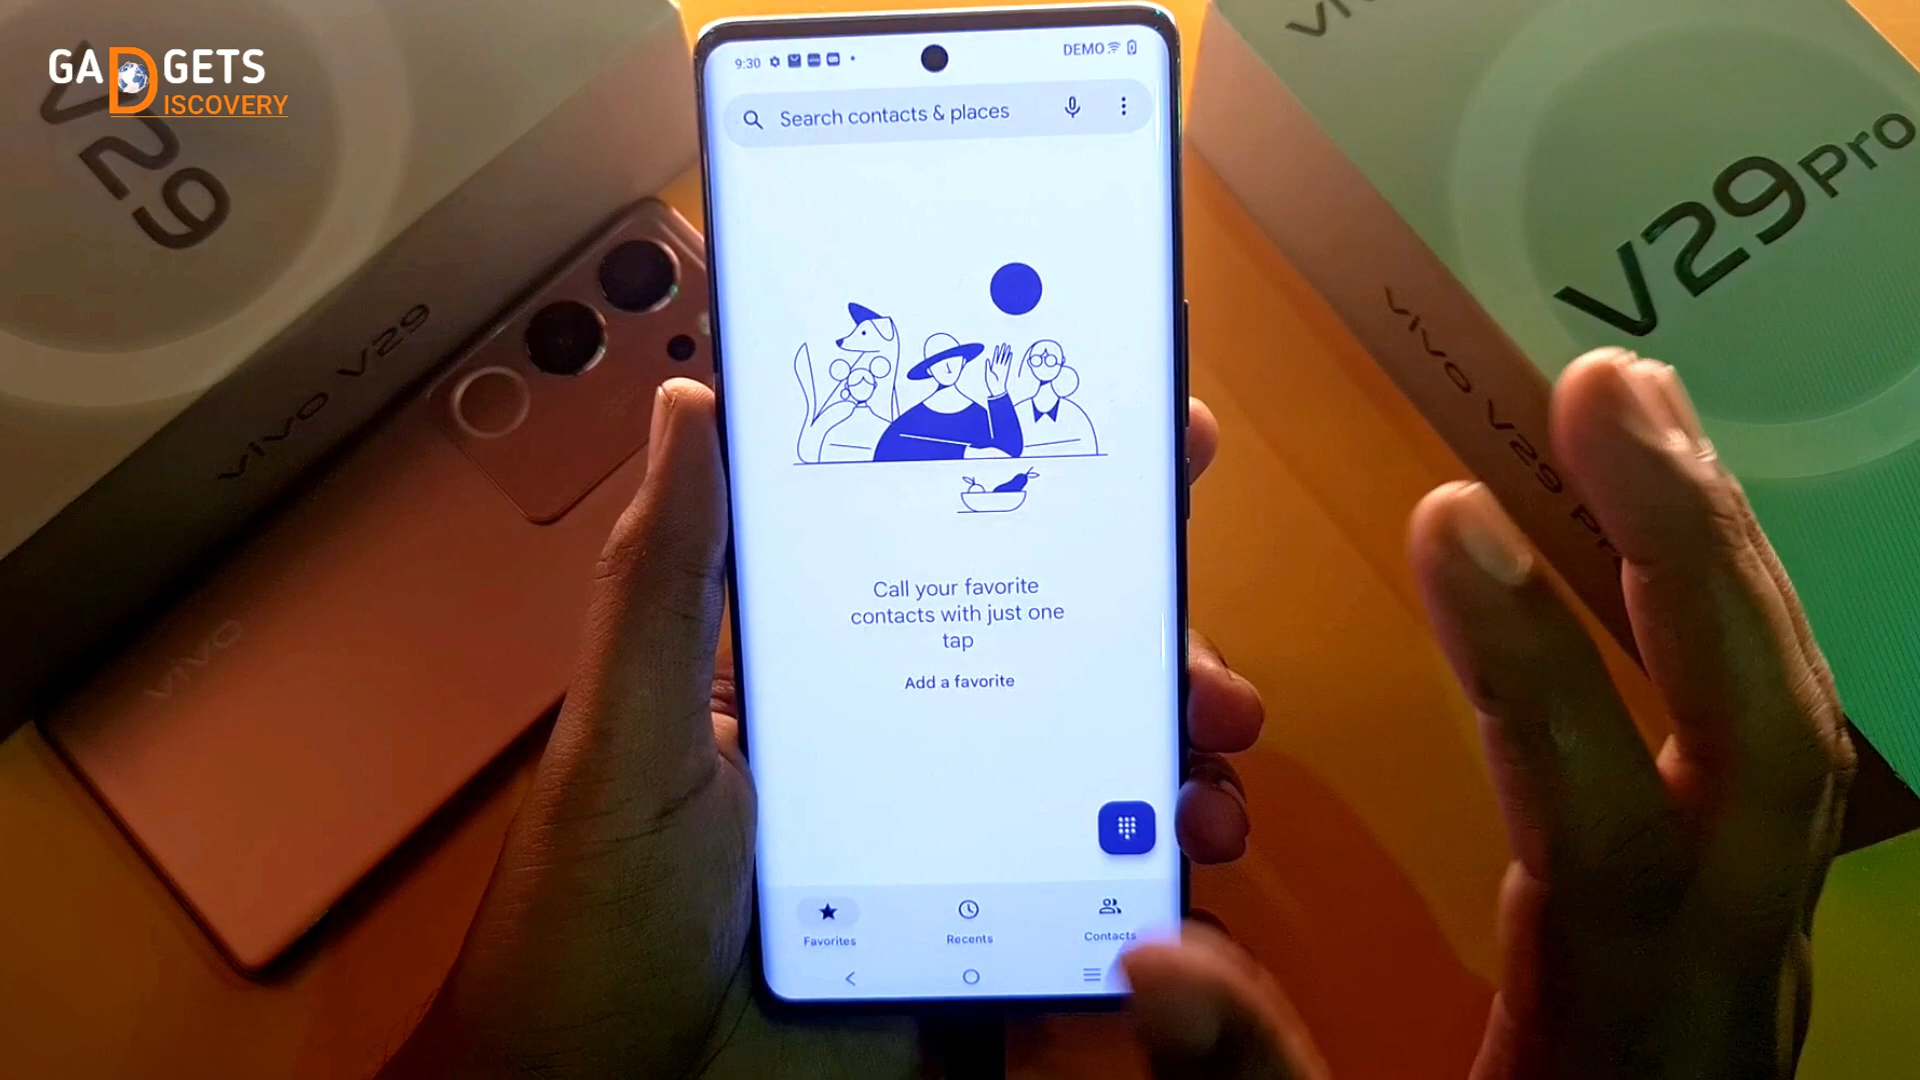 GADGETS
DISCOVERY
V29
vivo V29
vivo
9:30
DEMO
Search contacts & places
Call your favorite
contacts with just one
tap
Add a favorite
Favorites
Recents
Contacts
V29Pro
vivo V29 Pro